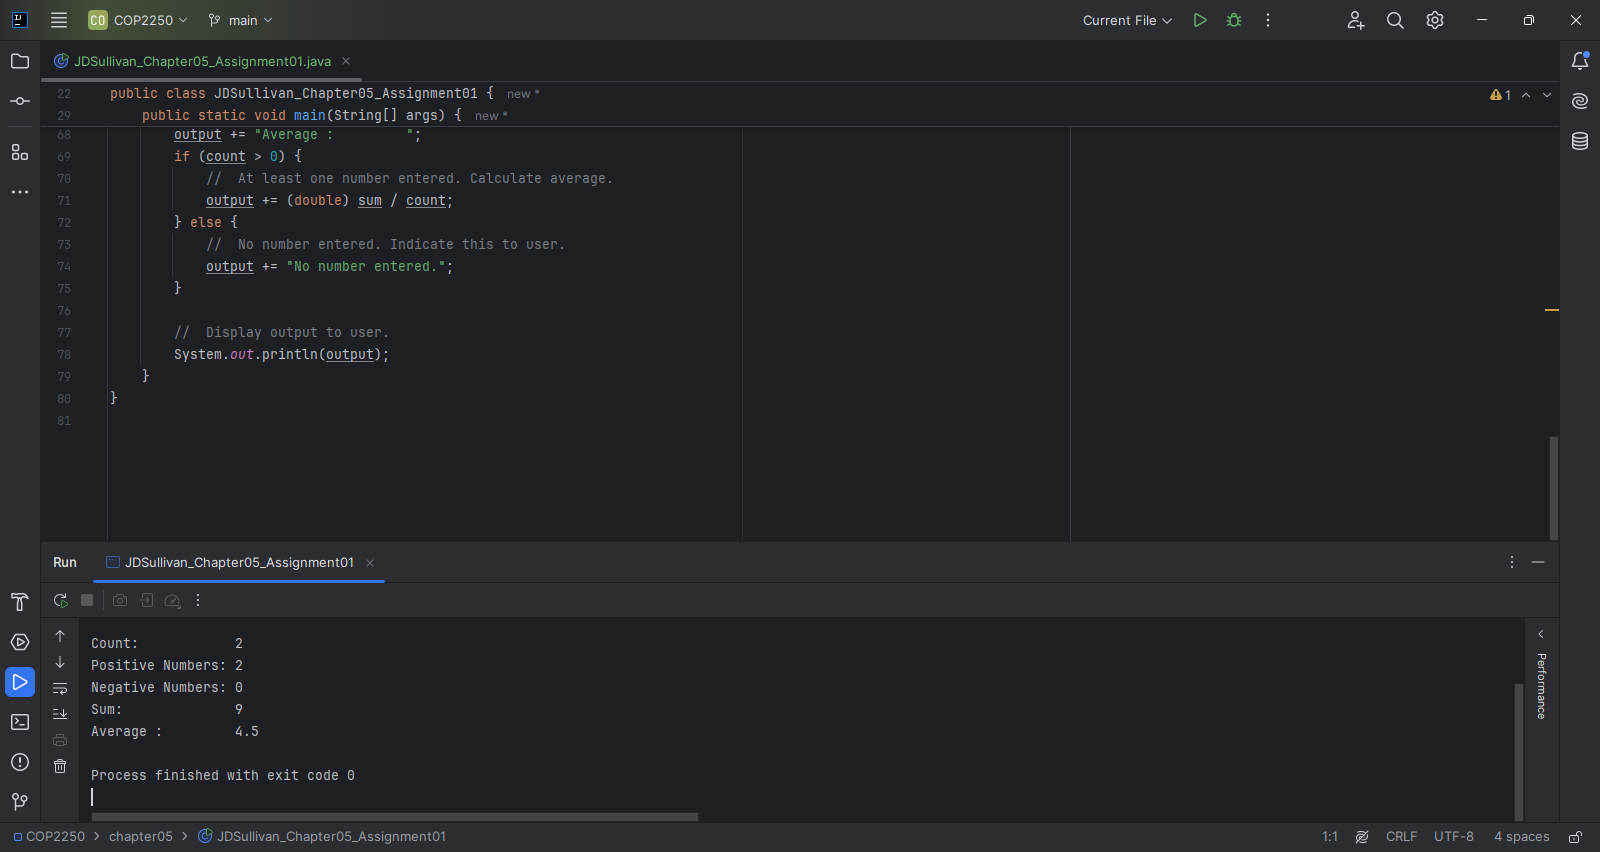 CO COP2250 main Current File
JDSullivan_Chapter05_Assignment01.java
22 public class JDSullivan_Chapter05_Assignment01 { new *
1
29 public static void main(String[] args) { new *
68 output += "Average :         ";
69 if (count > 0) {
70 //  At least one number entered. Calculate average.
71 output += (double) sum / count;
72 } else {
73 //  No number entered. Indicate this to user.
74 output += "No number entered.";
75 }
76
77 //  Display output to user.
78 System.out.println(output);
79 }
80 }
81
Run JDSullivan_Chapter05_Assignment01
Count:            2
Positive Numbers: 2
Negative Numbers: 0
Sum:              9
Average :         4.5
Process finished with exit code 0
Performance
COP2250 > chapter05 > JDSullivan_Chapter05_Assignment01 1:1 CRLF UTF-8 4 spaces